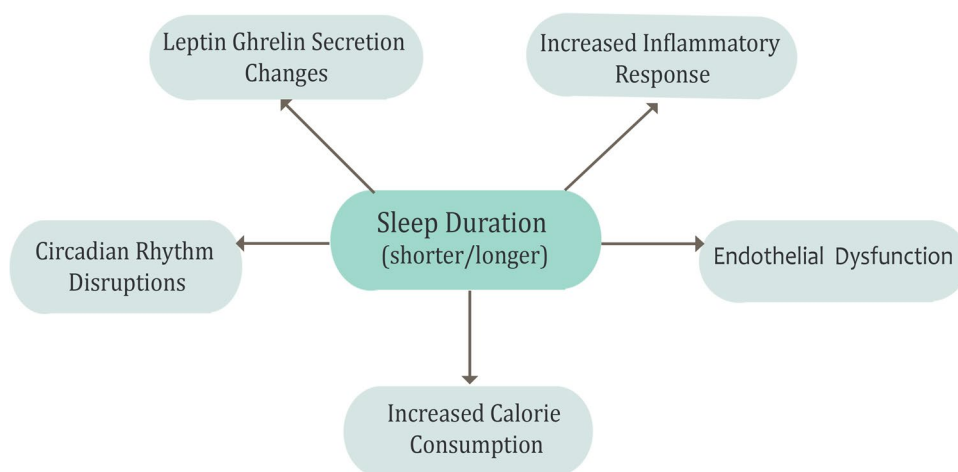 Leptin Ghrelin Secretion
Changes
Increased Inflammatory
Response
Sleep Duration
(shorter/longer)
Circadian Rhythm
Disruptions
Endothelial Dysfunction
Increased Calorie
Consumption